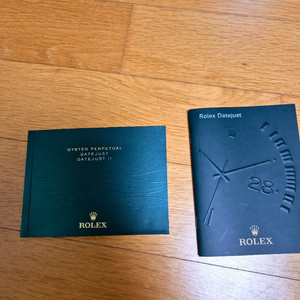 OYSTER PERPETUAL
DATEJUST
DATEJUST II
ROLEX
Rolex Datejust
28
ROLEX